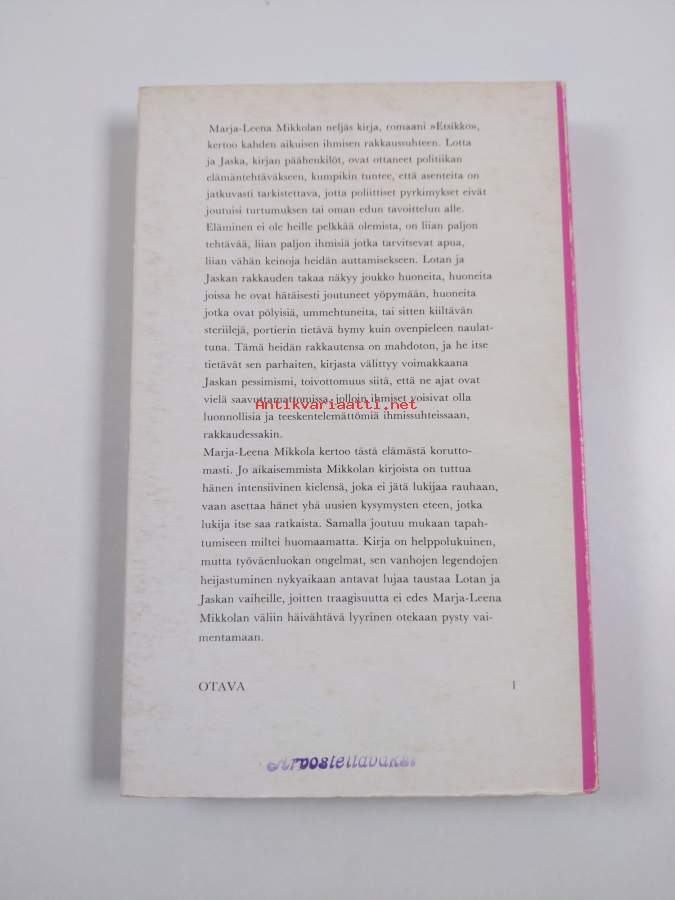 Marja-Leena Mikkolan neljäs kirja, romaani »Etsikko»,
kertoo kahden aikuisen ihmisen rakkaussuhteen. Lotta
ja Jaska, kirjan päähenkilöt, ovat ottaneet politiikan
elämäntehtäväkseen, kumpikin tuntee, että asenteita on
jatkuvasti tarkistettava, jotta poliittiset pyrkimykset eivät
joutuisi turtumuksen tai oman edun tavoittelun alle.
Eläminen ei ole heille pelkkää olemista, on liian paljon
tehtävää, liian paljon ihmisiä jotka tarvitsevat apua,
liian vähän keinoja heidän auttamisekseen. Lotan ja
Jaskan rakkauden takaa näkyy joukko huoneita, huoneita
joissa he ovat hätäisesti joutuneet yöpymään, huoneita
jotka ovat pölyisiä, ummehtuneita, tai sitten kiiltävän
steriilejä, portierin tietävä hymy kuin ovenpieleen naulat-
tuna. Tämä heidän rakkautensa on mahdoton, ja he itse
tietävät sen parhaiten, kirjasta välittyy voimakkaana
Jaskan pessimismi, toivottomuus siitä, että ne ajat ovat
vielä saavuttamattomissa, jolloin ihmiset voisivat olla
Antikvariaatti.net
luonnollisia ja teeskentelemättömiä ihmissuhteissaan,
rakkaudessakin.
Marja-Leena Mikkola kertoo tästä elämästä korutto-
masti. Jo aikaisemmista Mikkolan kirjoista on tuttua
hänen intensiivinen kielensä, joka ei jätä lukijaa rauhaan,
vaan asettaa hänet yhä uusien kysymysten eteen, jotka
lukija itse saa ratkaista. Samalla joutuu mukaan tapah-
tumiseen miltei huomaamatta. Kirja on helppolukuinen,
mutta työväenluokan ongelmat, sen vanhojen legendojen
heijastuminen nykyaikaan antavat lujaa taustaa Lotan ja
Jaskan vaiheille, joitten traagisuutta ei edes Marja-Leena
Mikkolan väliin häivähtävä lyyrinen otekaan pysty vai-
mentamaan.
OTAVA 1
Arvosteltavaksi